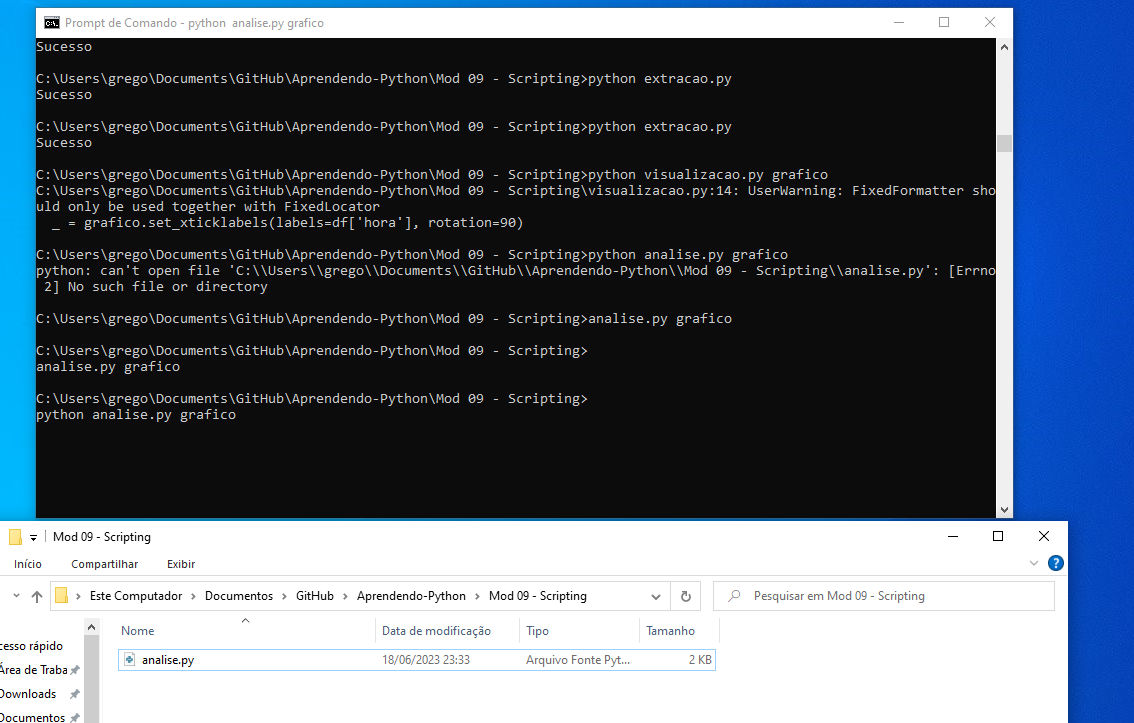 Prompt de Comando - python  analise.py grafico
Sucesso
C:\Users\grego\Documents\GitHub\Aprendendo-Python\Mod 09 - Scripting>python extracao.py
Sucesso
C:\Users\grego\Documents\GitHub\Aprendendo-Python\Mod 09 - Scripting>python extracao.py
Sucesso
C:\Users\grego\Documents\GitHub\Aprendendo-Python\Mod 09 - Scripting>python visualizacao.py grafico
C:\Users\grego\Documents\GitHub\Aprendendo-Python\Mod 09 - Scripting\visualizacao.py:14: UserWarning: FixedFormatter sho
uld only be used together with FixedLocator
  _ = grafico.set_xticklabels(labels=df['hora'], rotation=90)
C:\Users\grego\Documents\GitHub\Aprendendo-Python\Mod 09 - Scripting>python analise.py grafico
python: can't open file 'C:\\Users\\grego\\Documents\\GitHub\\Aprendendo-Python\\Mod 09 - Scripting\\analise.py': [Errno
 2] No such file or directory
C:\Users\grego\Documents\GitHub\Aprendendo-Python\Mod 09 - Scripting>analise.py grafico
C:\Users\grego\Documents\GitHub\Aprendendo-Python\Mod 09 - Scripting>
analise.py grafico
C:\Users\grego\Documents\GitHub\Aprendendo-Python\Mod 09 - Scripting>
python analise.py grafico
Mod 09 - Scripting
Início Compartilhar Exibir
Este Computador Documentos GitHub Aprendendo-Python Mod 09 - Scripting Pesquisar em Mod 09 - Scripting
Nome Data de modificação Tipo Tamanho
cesso rápido
analise.py 18/06/2023 23:33 Arquivo Fonte Pyt... 2 KB
Área de Traba
Downloads
Documentos